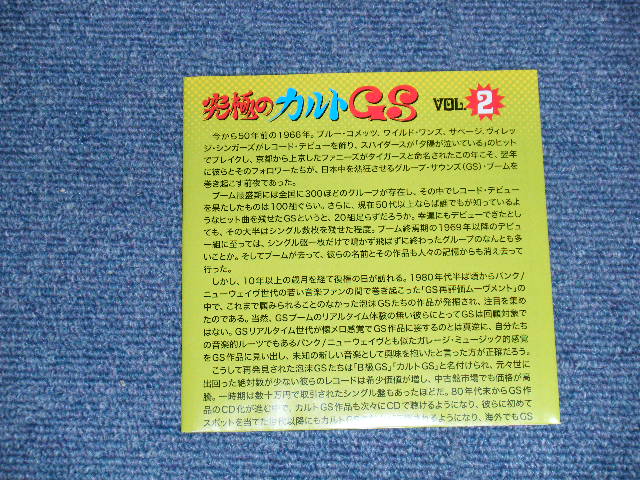 究極のカルトGS VOL.2
今から50年前の1966年。ブルー・コメッツ、ワイルド・ワンズ、サベージ、ヴィレッ
ジ・シンガーズがレコード・デビューを飾り、スパイダースが「夕陽が泣いている」のヒット
でブレイクし、京都から上京したファニーズがタイガースと命名されたこの年こそ、翌年
に彼らとそのフォロワーたちが、日本中を熱狂させるグループ・サウンズ（GS）・ブームを
巻き起こす前夜であった。
ブーム最盛期には全国に300ほどのグループが存在し、その中でレコード・デビュー
を果たしたものは100組ぐらい。さらに、現在50代以上ならば誰でもが知っているよ
うなヒット曲を残せたGSというと、20組足らずだろうか。幸運にもデビューできたとし
ても、その大半はシングル数枚を残せた程度。ブーム終焉期の1969年以降のデビュ
ー組に至っては、シングル盤一枚だけで鳴かず飛ばずに終わったグループのなんとも多
いことか。そしてブームが去って、彼らの名前とその作品も人々の記憶からも消え去って
行った。
しかし、10年以上の歳月を経て復権の日が訪れる。1980年代半ば頃からパンク/
ニューウェイヴ世代の若い音楽ファンの間で巻き起こった「GS再評価ムーヴメント」の
中で、これまで顧みられることのなかった泡沫GSたちの作品が発掘され、注目を集め
たのである。当然、GSブームのリアルタイム体験の無い彼らにとってGSは回顧対象で
はない。GSリアルタイム世代が懐メロ感覚でGS作品に接するのとは真逆に、自分たち
の音楽的ルーツでもあるパンク/ニューウェイヴとも似たガレージ・ミュージック的感覚
をGS作品に見い出し、未知の新しい音楽として興味を抱いたと言った方が正確だろう。
こうして再発見された泡沫GSたちは「B級GS」「カルトGS」と名付けられ、元々世に
出回った絶対数が少ない彼らのレコードは希少価値が増し、中古盤市場でも価格が高
騰。一時期は数十万円で取引されたシングル盤もあったほどだ。80年代末からGS作
品のCD化が進む中で、カルトGS作品も次々にCDで聴けるようになり、彼らに初めて
スポットを当てた世代以降にもカルトGS されるようになり、海外でもGS